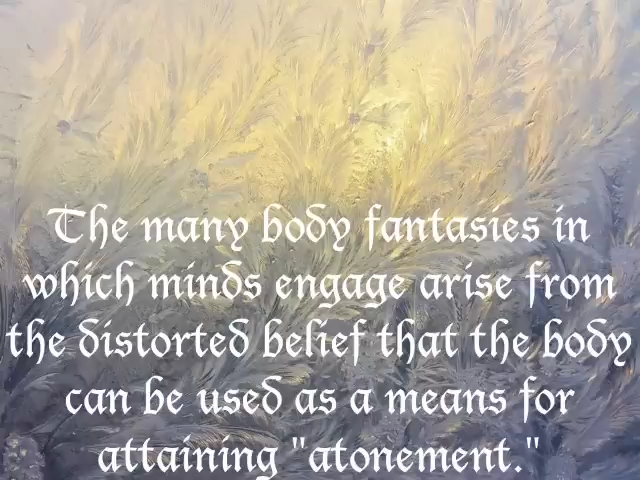 The many body fantasies in
which minds engage arise from
the distorted belief that the body
can be used as a means for
attaining "atonement."